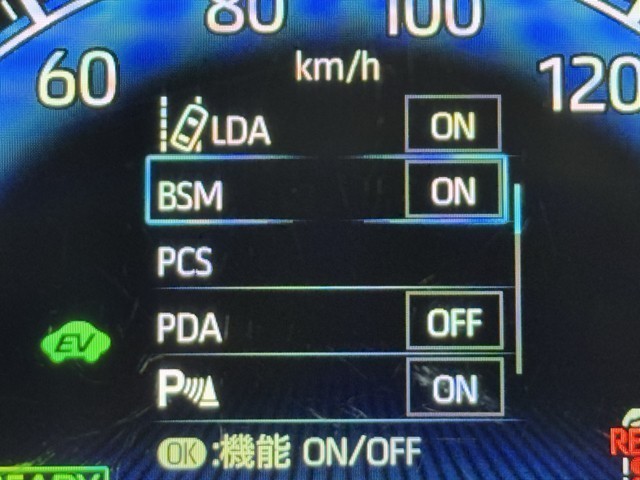 80 100
60 km/h 120
LDA ON
BSM ON
PCS
PDA OFF
EV
P ON
OK :機能 ON/OFF
READY